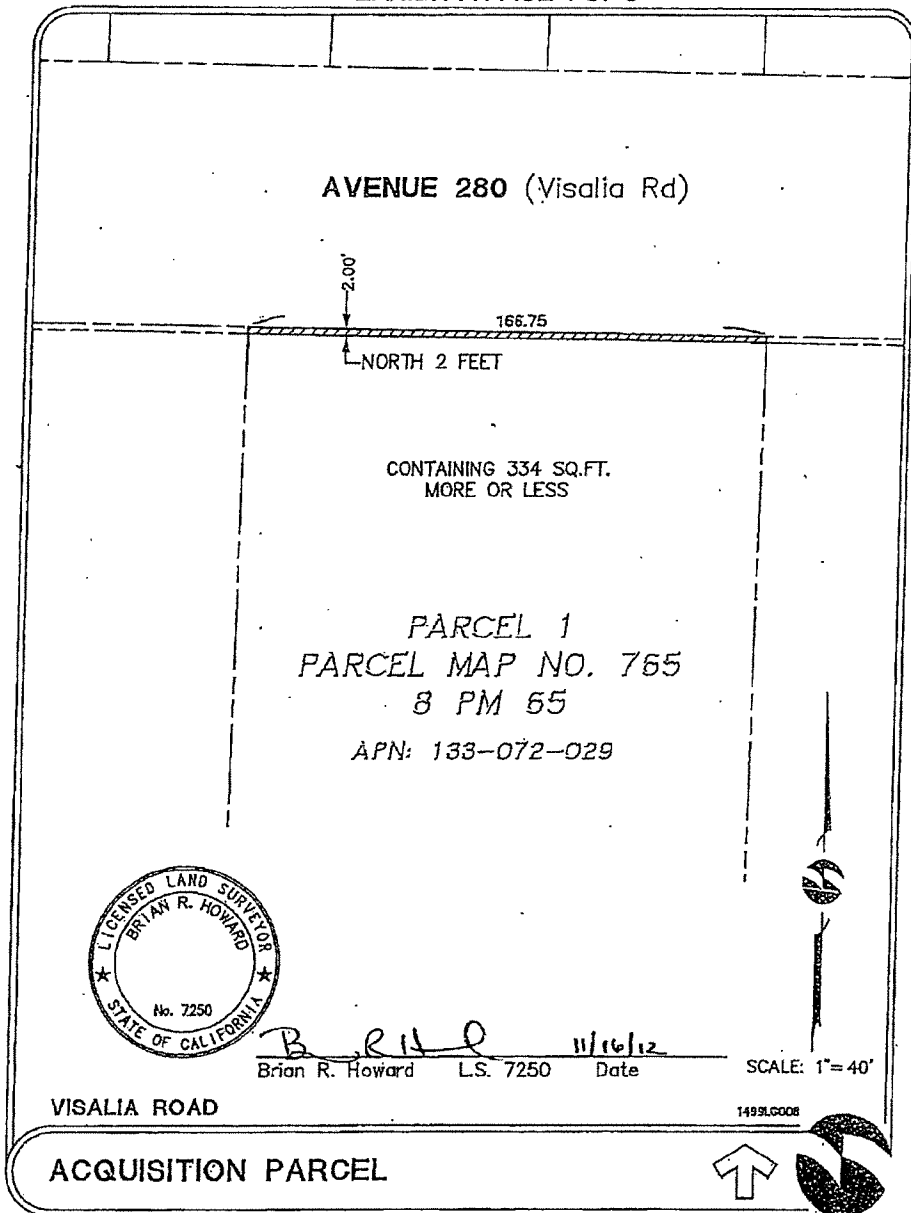 AVENUE 280 (Visalia Rd)
2.00'
166.75
NORTH 2 FEET
CONTAINING 334 SQ.FT.
MORE OR LESS
PARCEL 1
PARCEL MAP NO. 765
8 PM 65
APN: 133-072-029
LICENSED LAND SURVEYOR
BRIAN R. HOWARD
No. 7250
STATE OF CALIFORNIA
11/16/12
Brian R. Howard L.S. 7250 Date
SCALE: 1"= 40'
VISALIA ROAD
1499LG008
ACQUISITION PARCEL